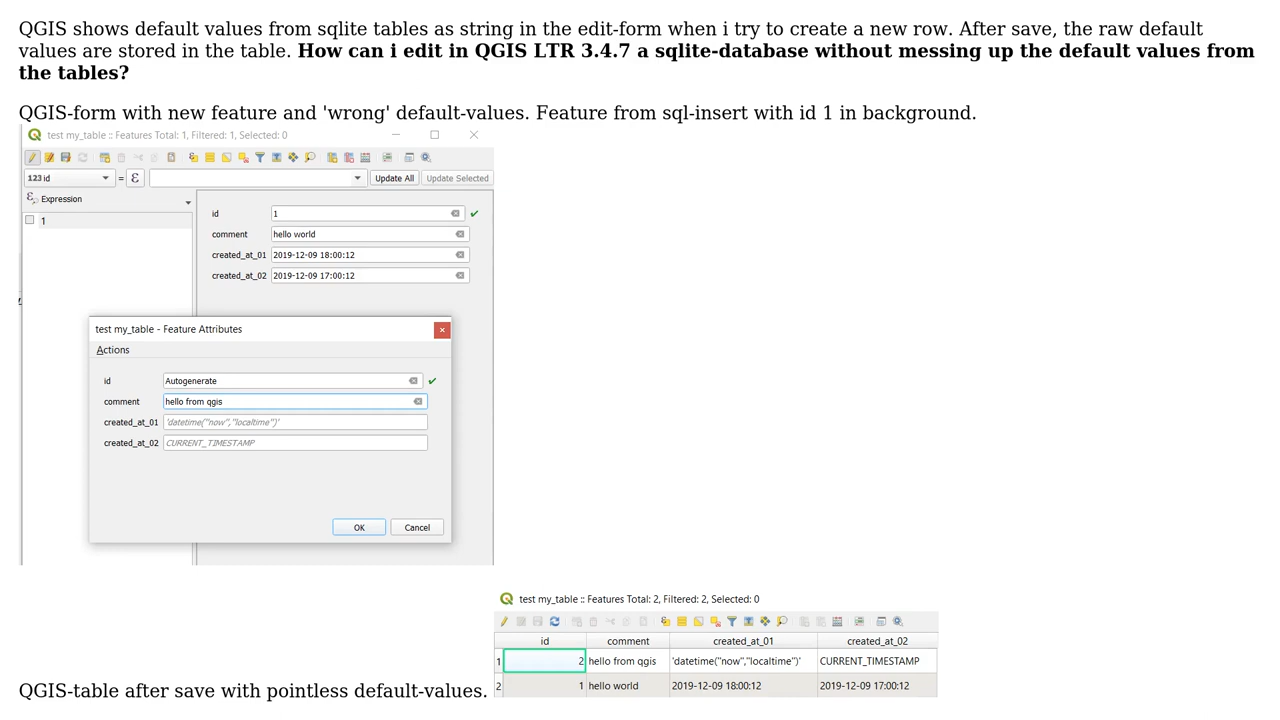 QGIS shows default values from sqlite tables as string in the edit-form when i try to create a new row. After save, the raw default
values are stored in the table. How can i edit in QGIS LTR 3.4.7 a sqlite-database without messing up the default values from
the tables?
QGIS-form with new feature and 'wrong' default-values. Feature from sql-insert with id 1 in background.
test my_table :: Features Total: 1, Filtered: 1, Selected: 0
123 id = ε Update All Update Selected
Expression
1
id 1
comment hello world
created_at_01 2019-12-09 18:00:12
created_at_02 2019-12-09 17:00:12
test my_table - Feature Attributes
Actions
id Autogenerate
comment hello from qgis
created_at_01 'datetime("now","localtime")'
created_at_02 CURRENT_TIMESTAMP
OK Cancel
test my_table :: Features Total: 2, Filtered: 2, Selected: 0
id comment created_at_01 created_at_02
1 2 hello from qgis 'datetime("now","localtime")' CURRENT_TIMESTAMP
2 1 hello world 2019-12-09 18:00:12 2019-12-09 17:00:12
QGIS-table after save with pointless default-values.